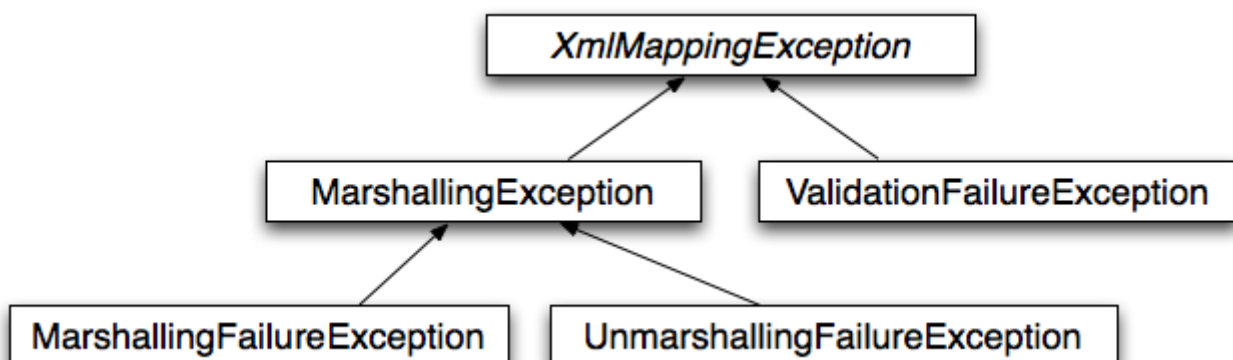 XmlMappingException
MarshallingException
ValidationFailureException
MarshallingFailureException
UnmarshallingFailureException